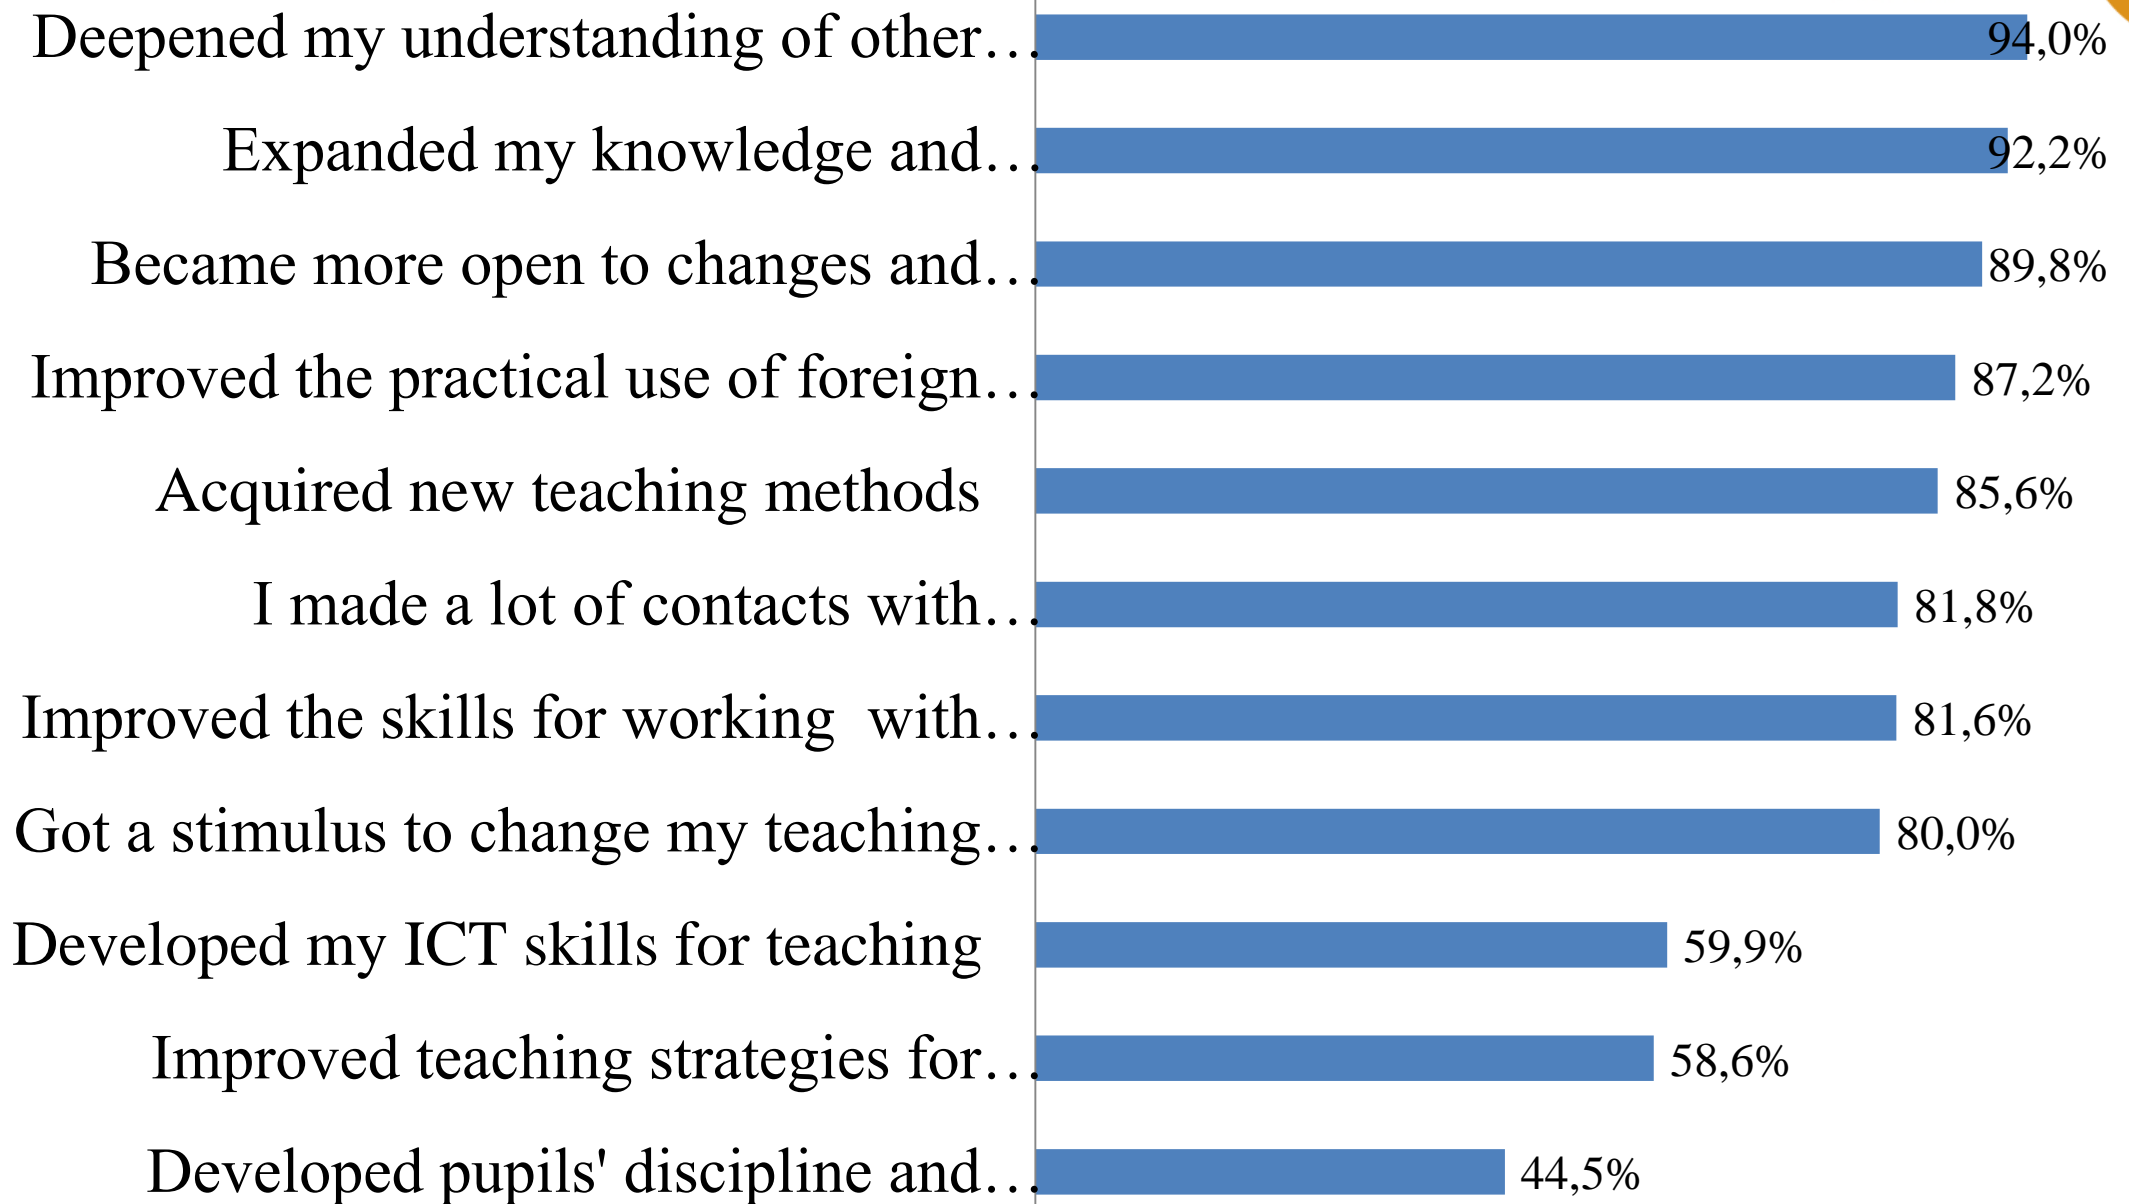 Deepened my understanding of other… 94,0%
Expanded my knowledge and… 92,2%
Became more open to changes and… 89,8%
Improved the practical use of foreign… 87,2%
Acquired new teaching methods 85,6%
I made a lot of contacts with… 81,8%
Improved the skills for working  with… 81,6%
Got a stimulus to change my teaching… 80,0%
Developed my ICT skills for teaching 59,9%
Improved teaching strategies for… 58,6%
Developed pupils' discipline and… 44,5%